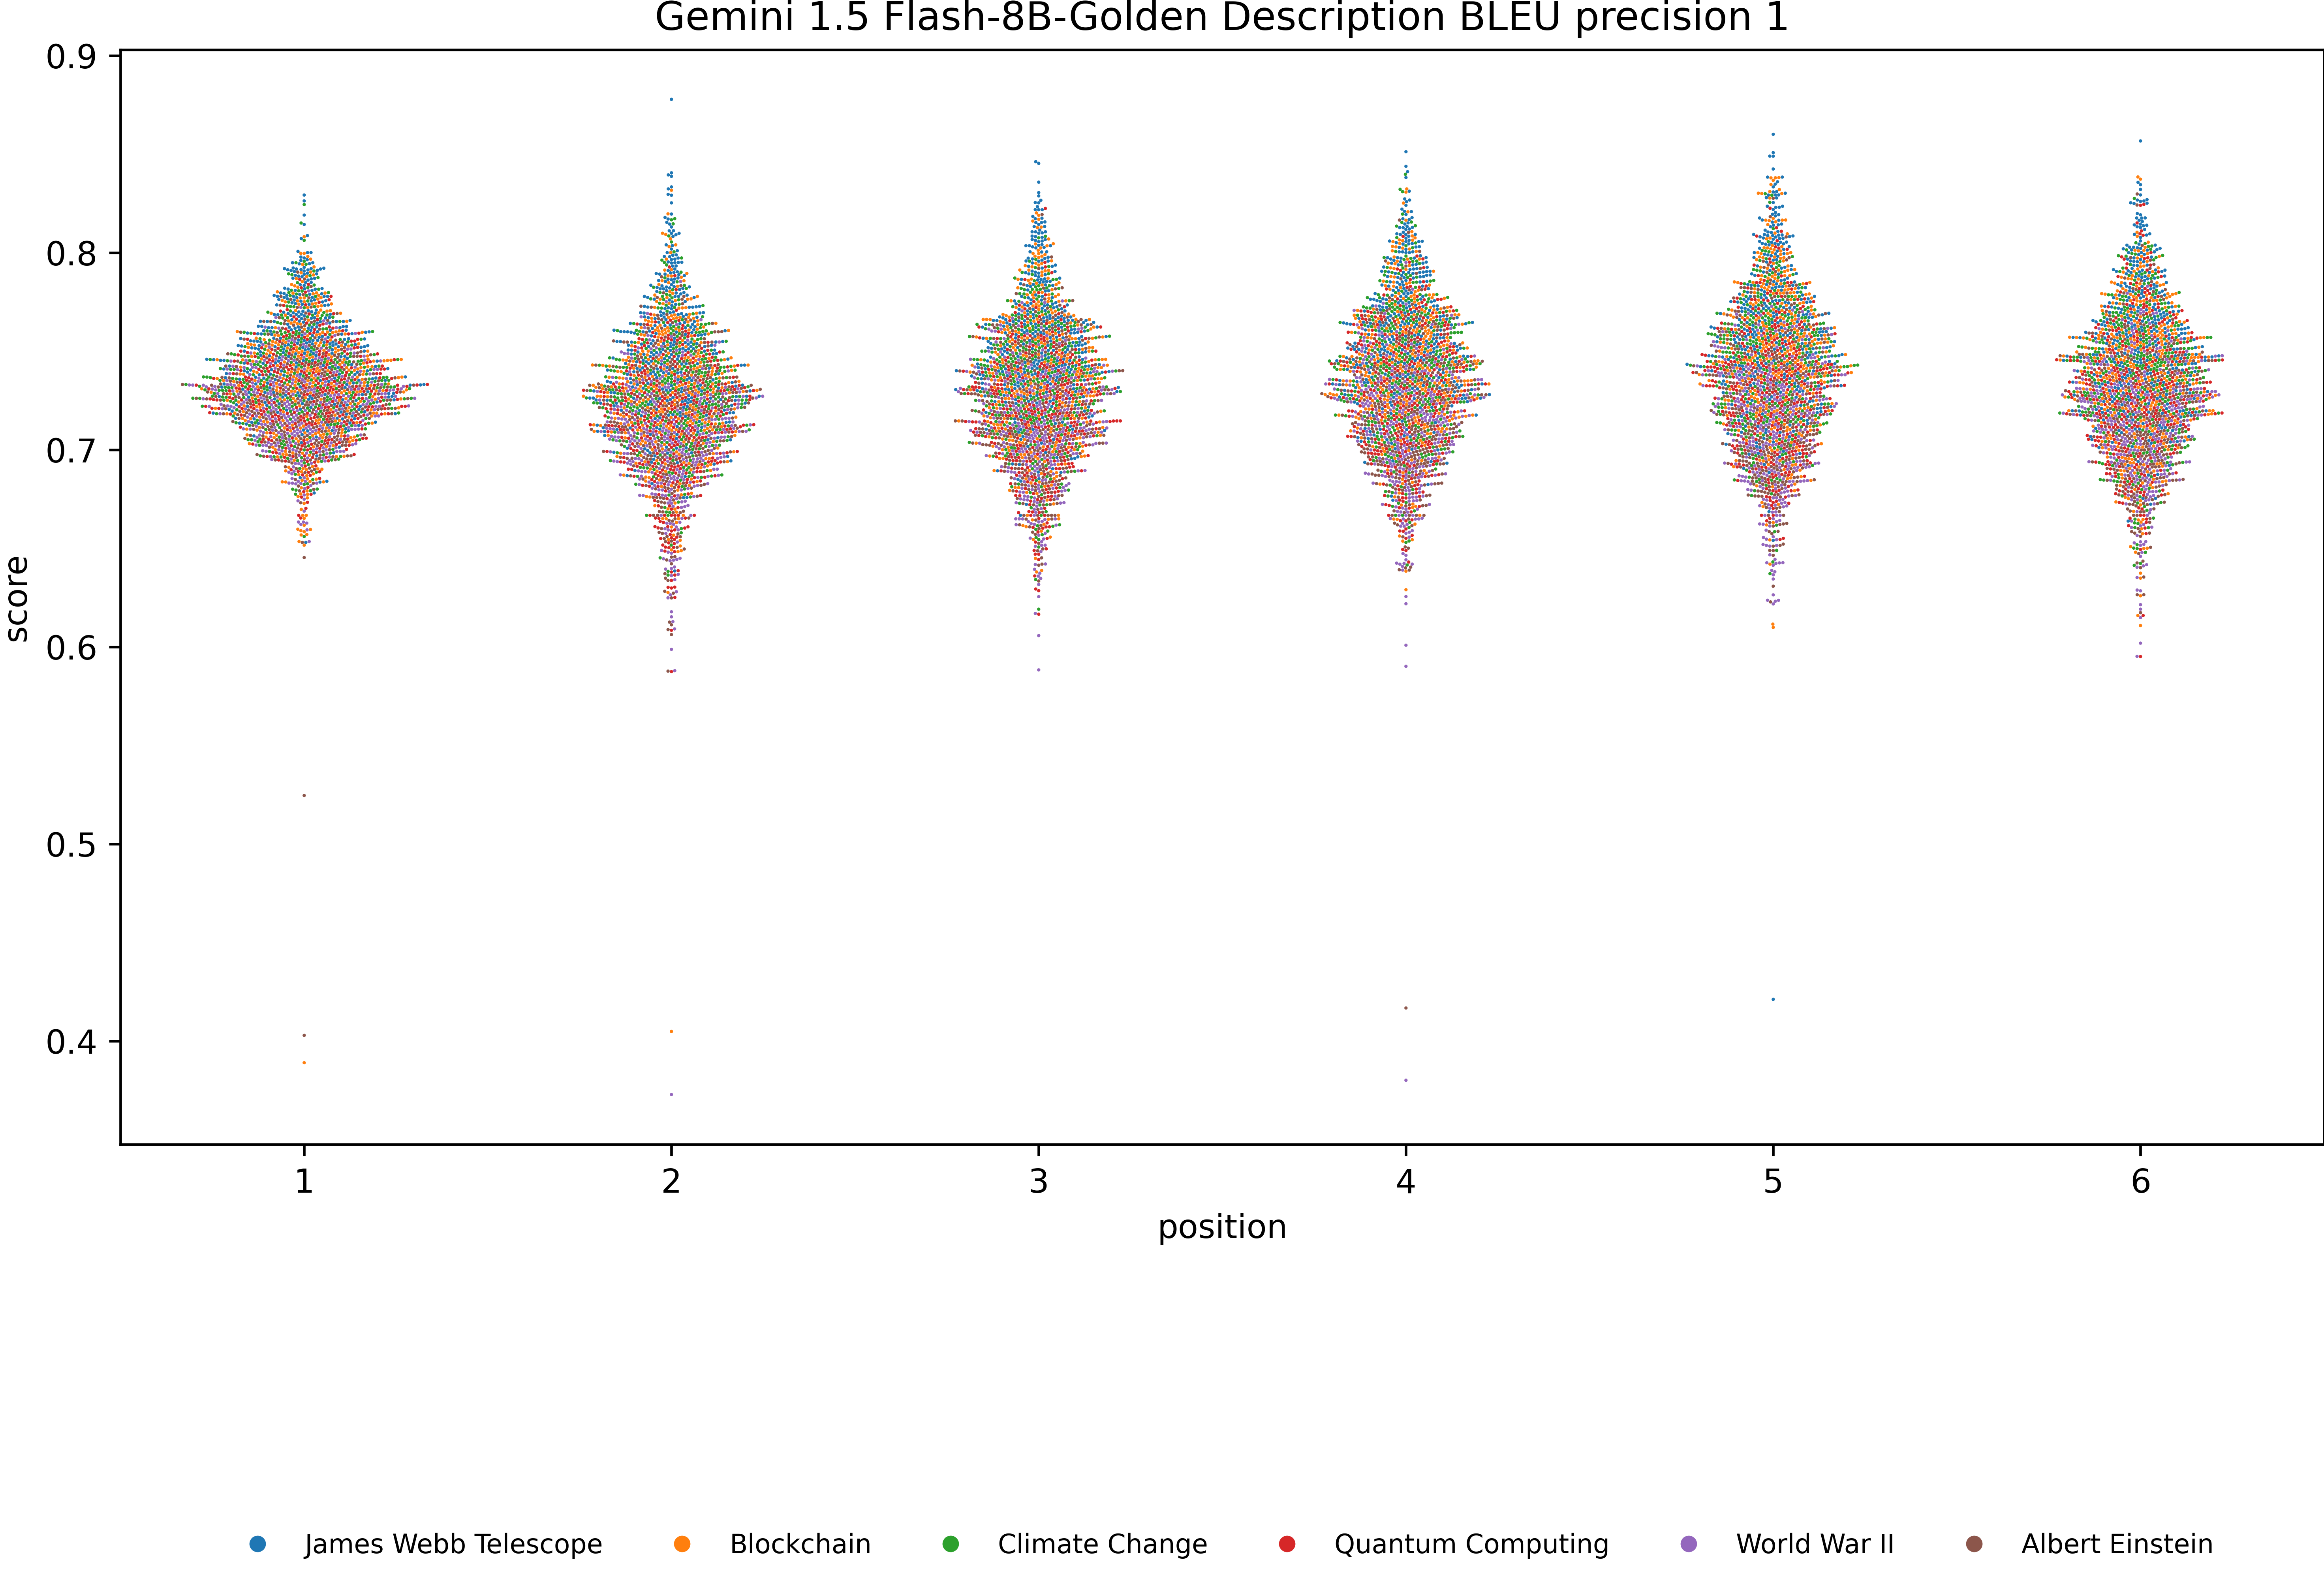 Gemini 1.5 Flash-8B-Golden Description BLEU precision 1
0.9
0.8
0.7
0.6
0.5
0.4
score
1 2 3 4 5 6
position
James Webb Telescope Blockchain Climate Change Quantum Computing World War II Albert Einstein